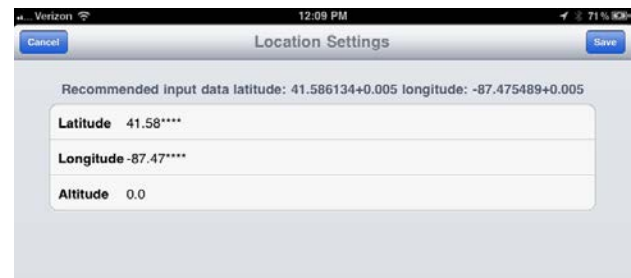 Verizon 12:09 PM 71%
Cancel Location Settings Save
Recommended input data latitude: 41.586134+0.005 longitude: -87.475489+0.005
Latitude 41.58****
Longitude -87.47****
Altitude 0.0